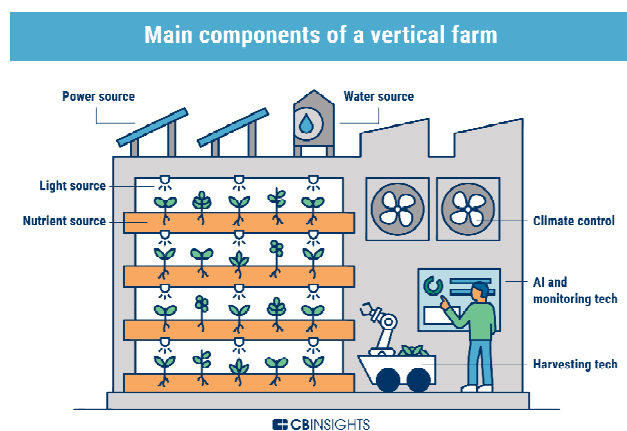 Main components of a vertical farm
Power source
Water source
Light source
Nutrient source
Climate control
AI and
monitoring tech
Harvesting tech
CBINSIGHTS